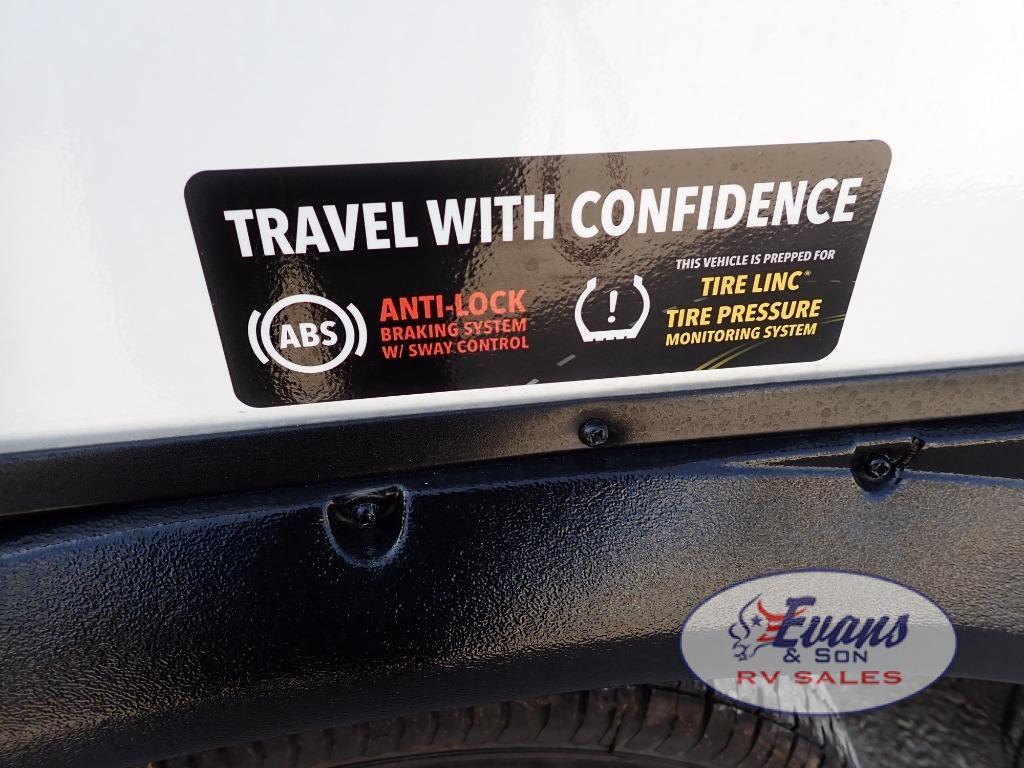 TRAVEL WITH CONFIDENCE
ABS
ANTI-LOCK
BRAKING SYSTEM
W/ SWAY CONTROL
!
THIS VEHICLE IS PREPPED FOR
TIRE LINC®
TIRE PRESSURE
MONITORING SYSTEM
Evans
& SON
RV SALES